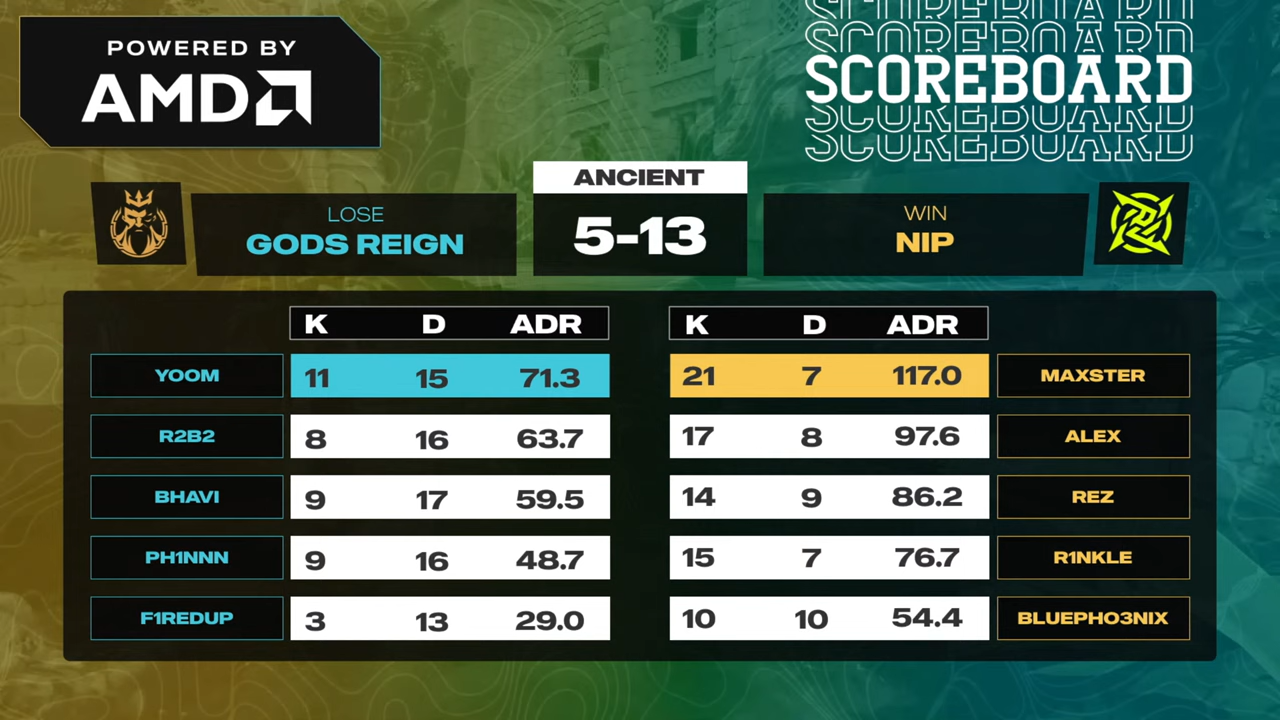 POWERED BY
AMD
SCOREBOARD
SCOREBOARD
SCOREBOARD
SCOREBOARD
SCOREBOARD
ANCIENT
LOSE
GODS REIGN
5-13
WIN
NIP
K D ADR K D ADR
YOOM 11 15 71.3 21 7 117.0 MAXSTER
R2B2 8 16 63.7 17 8 97.6 ALEX
BHAVI 9 17 59.5 14 9 86.2 REZ
PH1NNN 9 16 48.7 15 7 76.7 R1NKLE
F1REDUP 3 13 29.0 10 10 54.4 BLUEPHO3NIX